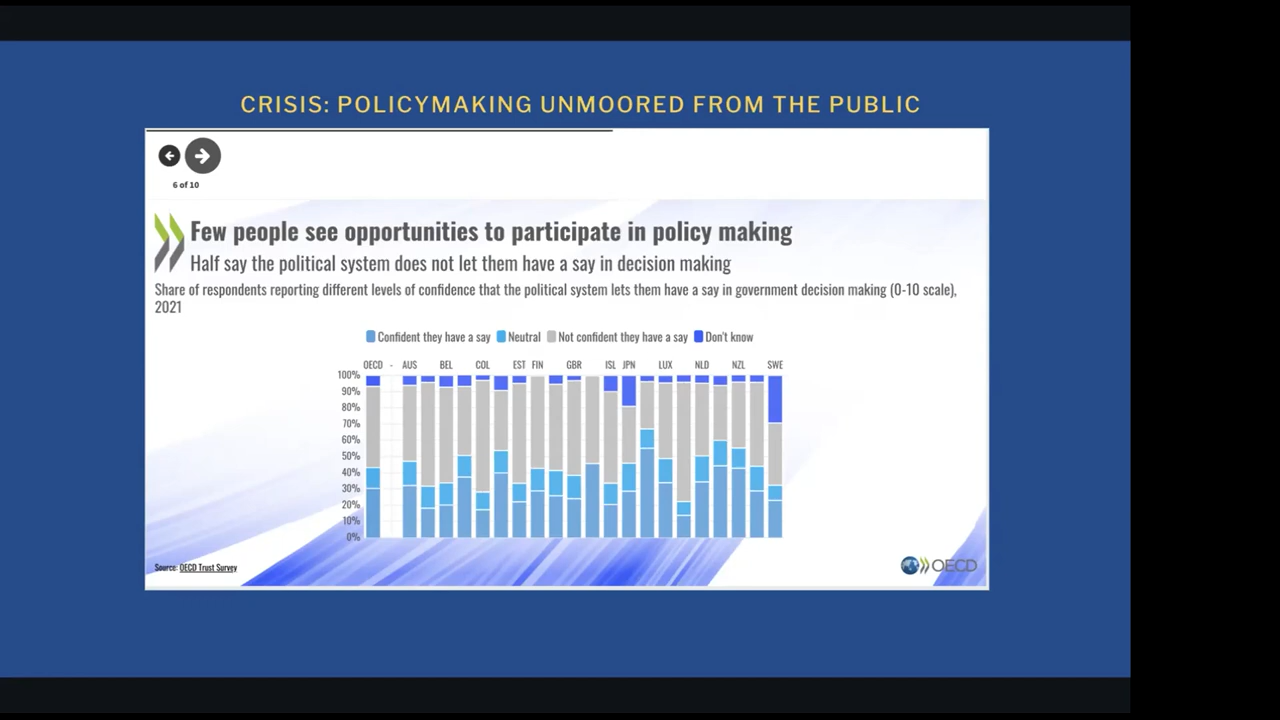 CRISIS: POLICYMAKING UNMOORED FROM THE PUBLIC
6 of 10
Few people see opportunities to participate in policy making
Half say the political system does not let them have a say in decision making
Share of respondents reporting different levels of confidence that the political system lets them have a say in government decision making (0-10 scale),
2021
Confident they have a say Neutral Not confident they have a say Don't know
OECD - AUS BEL COL EST FIN GBR ISL JPN LUX NLD NZL SWE
100%
90%
80%
70%
60%
50%
40%
30%
20%
10%
0%
Source: OECD Trust Survey
OECD